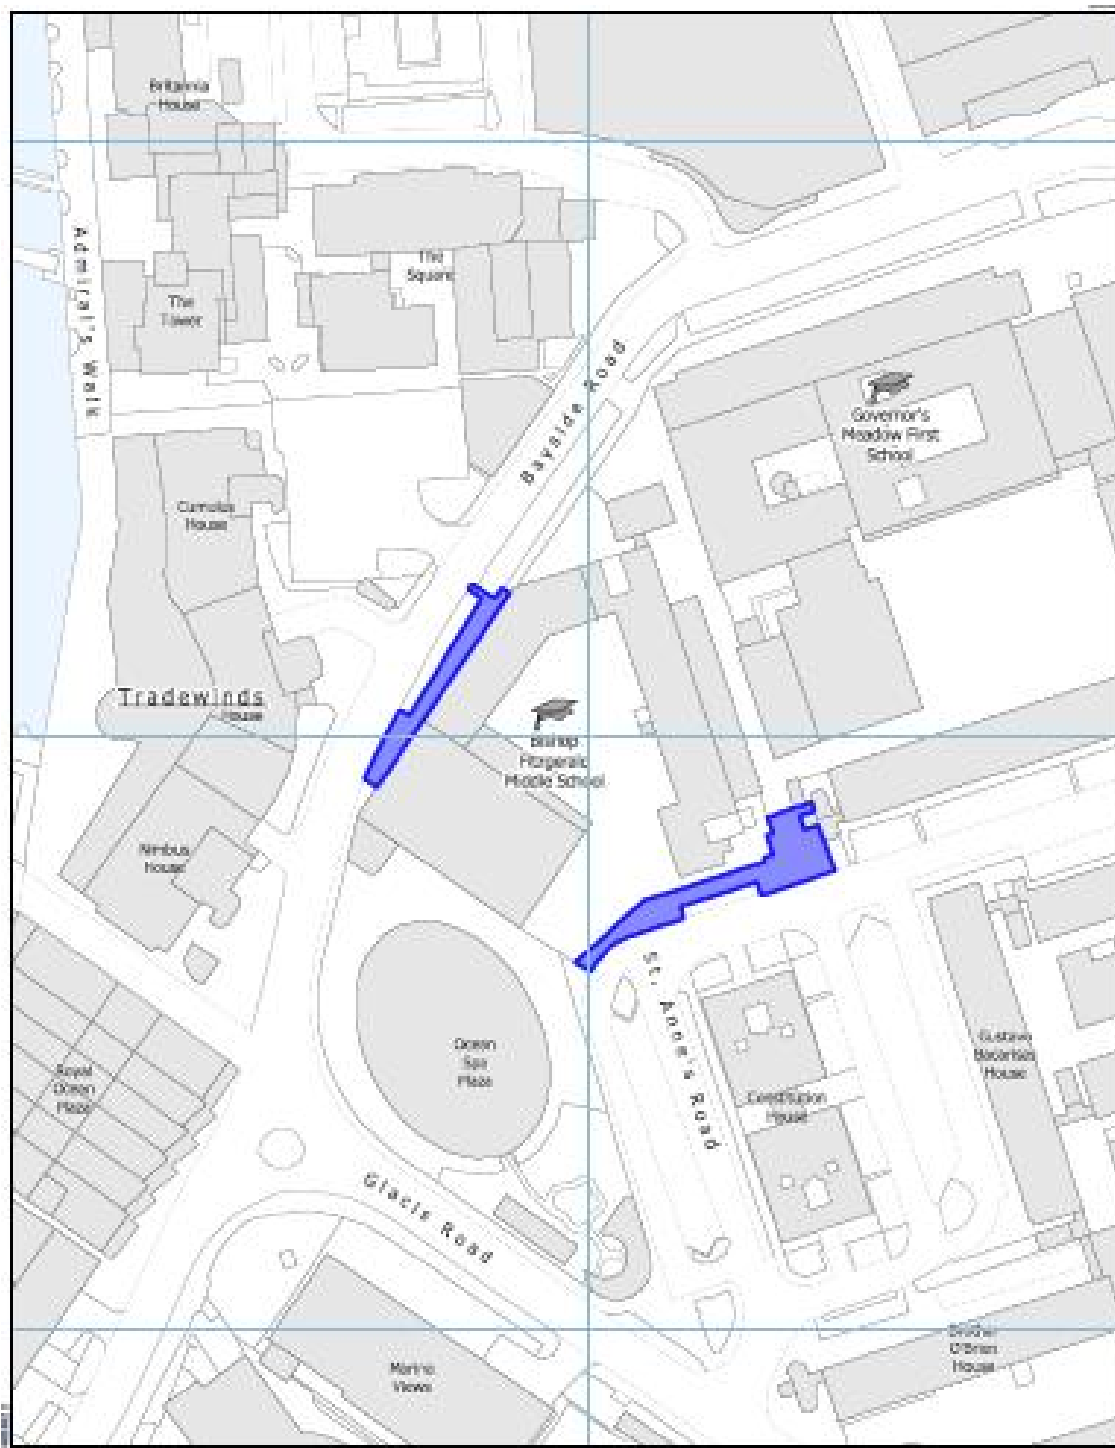 Britannia
House
Admiral's Walk
The
Square
The
Tower
Bayside Road
Governor's
Meadow First
School
Cumulus
House
Tradewinds
House
Bishop
Fitzgerald
Middle School
Nimbus
House
St. Anne's Road
Ocean
Spa
Plaza
Gustavo
Bacarisas
House
Royal
Ocean
Plaza
Constitution
House
Glacis Road
Brother
O'Brien
House
Marina
Views